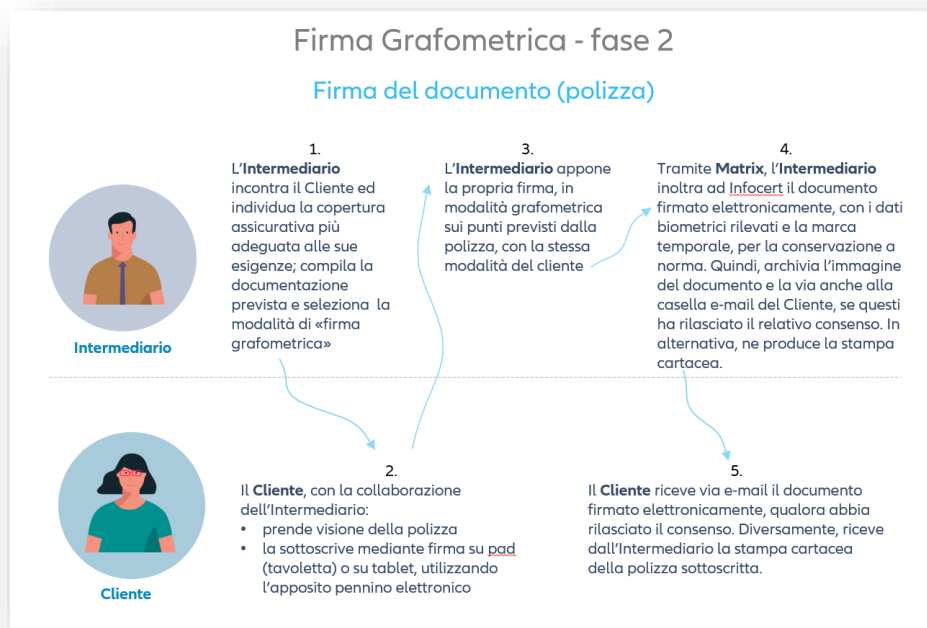 Firma Grafometrica - fase 2
Firma del documento (polizza)
1.
L'Intermediario
incontra il Cliente ed
individua la copertura
assicurativa più
adeguata alle sue
esigenze; compila la
documentazione
prevista e seleziona la
modalità di «firma
grafometrica»
3.
L'Intermediario appone
la propria firma, in
modalità grafometrica
sui punti previsti dalla
polizza, con la stessa
modalità del cliente
4.
Tramite Matrix, l'Intermediario
inoltra ad Infocert il documento
firmato elettronicamente, con i dati
biometrici rilevati e la marca
temporale, per la conservazione a
norma. Quindi, archivia l'immagine
del documento e la via anche alla
casella e-mail del Cliente, se questi
ha rilasciato il relativo consenso. In
alternativa, ne produce la stampa
cartacea.
Intermediario
2.
Il Cliente, con la collaborazione
dell'Intermediario:
• prende visione della polizza
• la sottoscrive mediante firma su pad
(tavoletta) o su tablet, utilizzando
l'apposito pennino elettronico
5.
Il Cliente riceve via e-mail il documento
firmato elettronicamente, qualora abbia
rilasciato il consenso. Diversamente, riceve
dall'Intermediario la stampa cartacea
della polizza sottoscritta.
Cliente